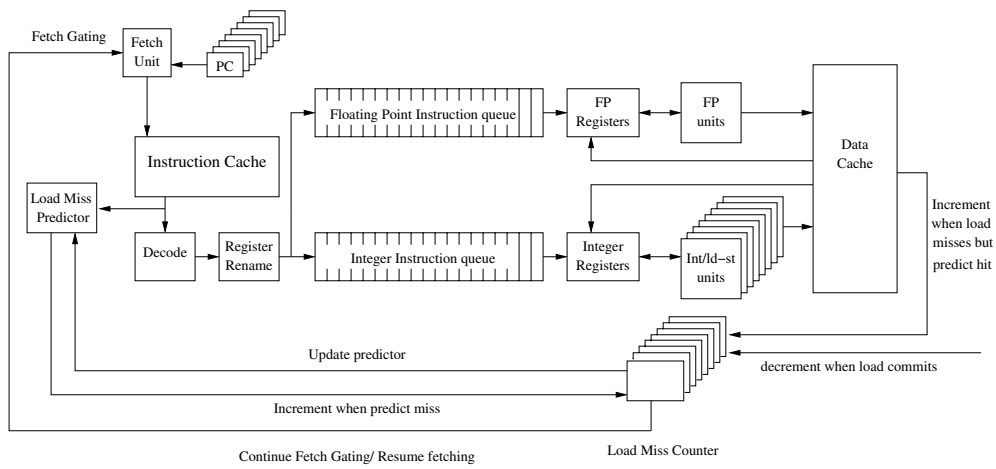 Fetch Gating
Fetch
Unit
PC
Instruction Cache
Load Miss
Predictor
Decode
Register
Rename
Floating Point Instruction queue
Integer Instruction queue
FP
Registers
FP
units
Integer
Registers
Int/ld-st
units
Data
Cache
Increment
when load
misses but
predict hit
Update predictor
decrement when load commits
Increment when predict miss
Continue Fetch Gating/ Resume fetching
Load Miss Counter